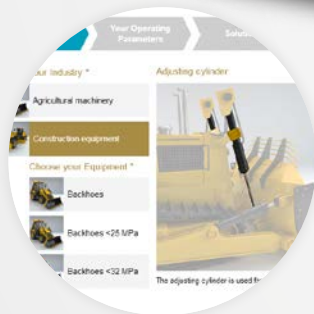 Your Operating
Parameters
Solut
our Industry *
Adjusting cylinder
Agricultural machinery
Construction equipment
Choose your Equipment *
Backhoes
Backhoes <25 MPa
Backhoes <32 MPa
The adjusting cylinder is used